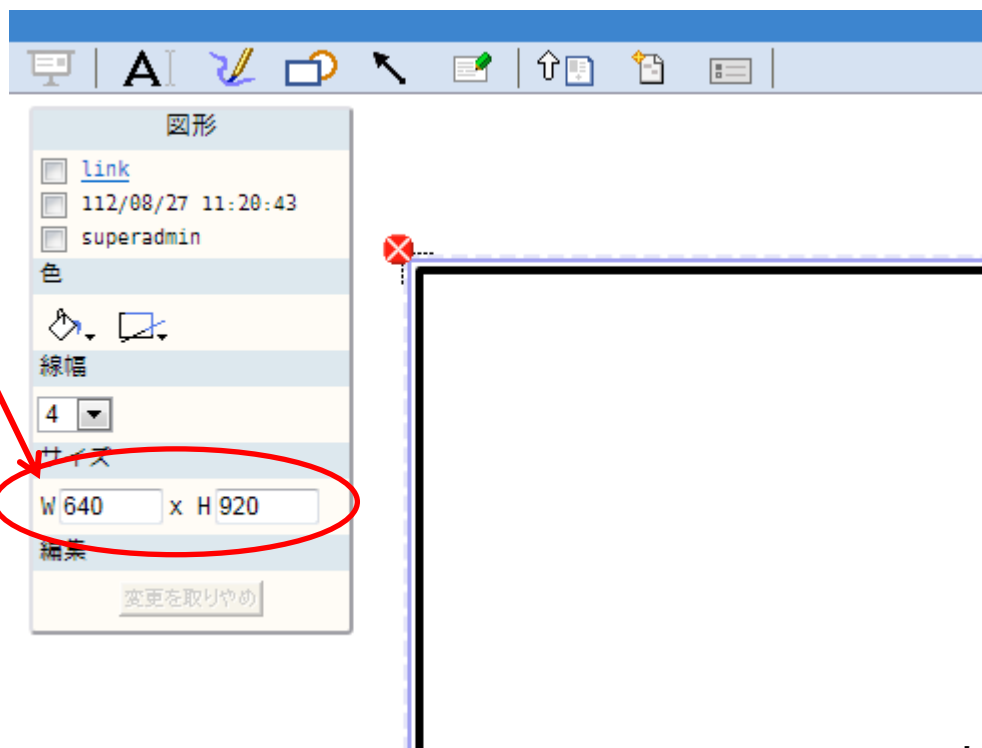 A
図形
link
112/08/27 11:20:43
superadmin
色
線幅
4
サイズ
W 640 x H 920
編集
変更を取りやめ